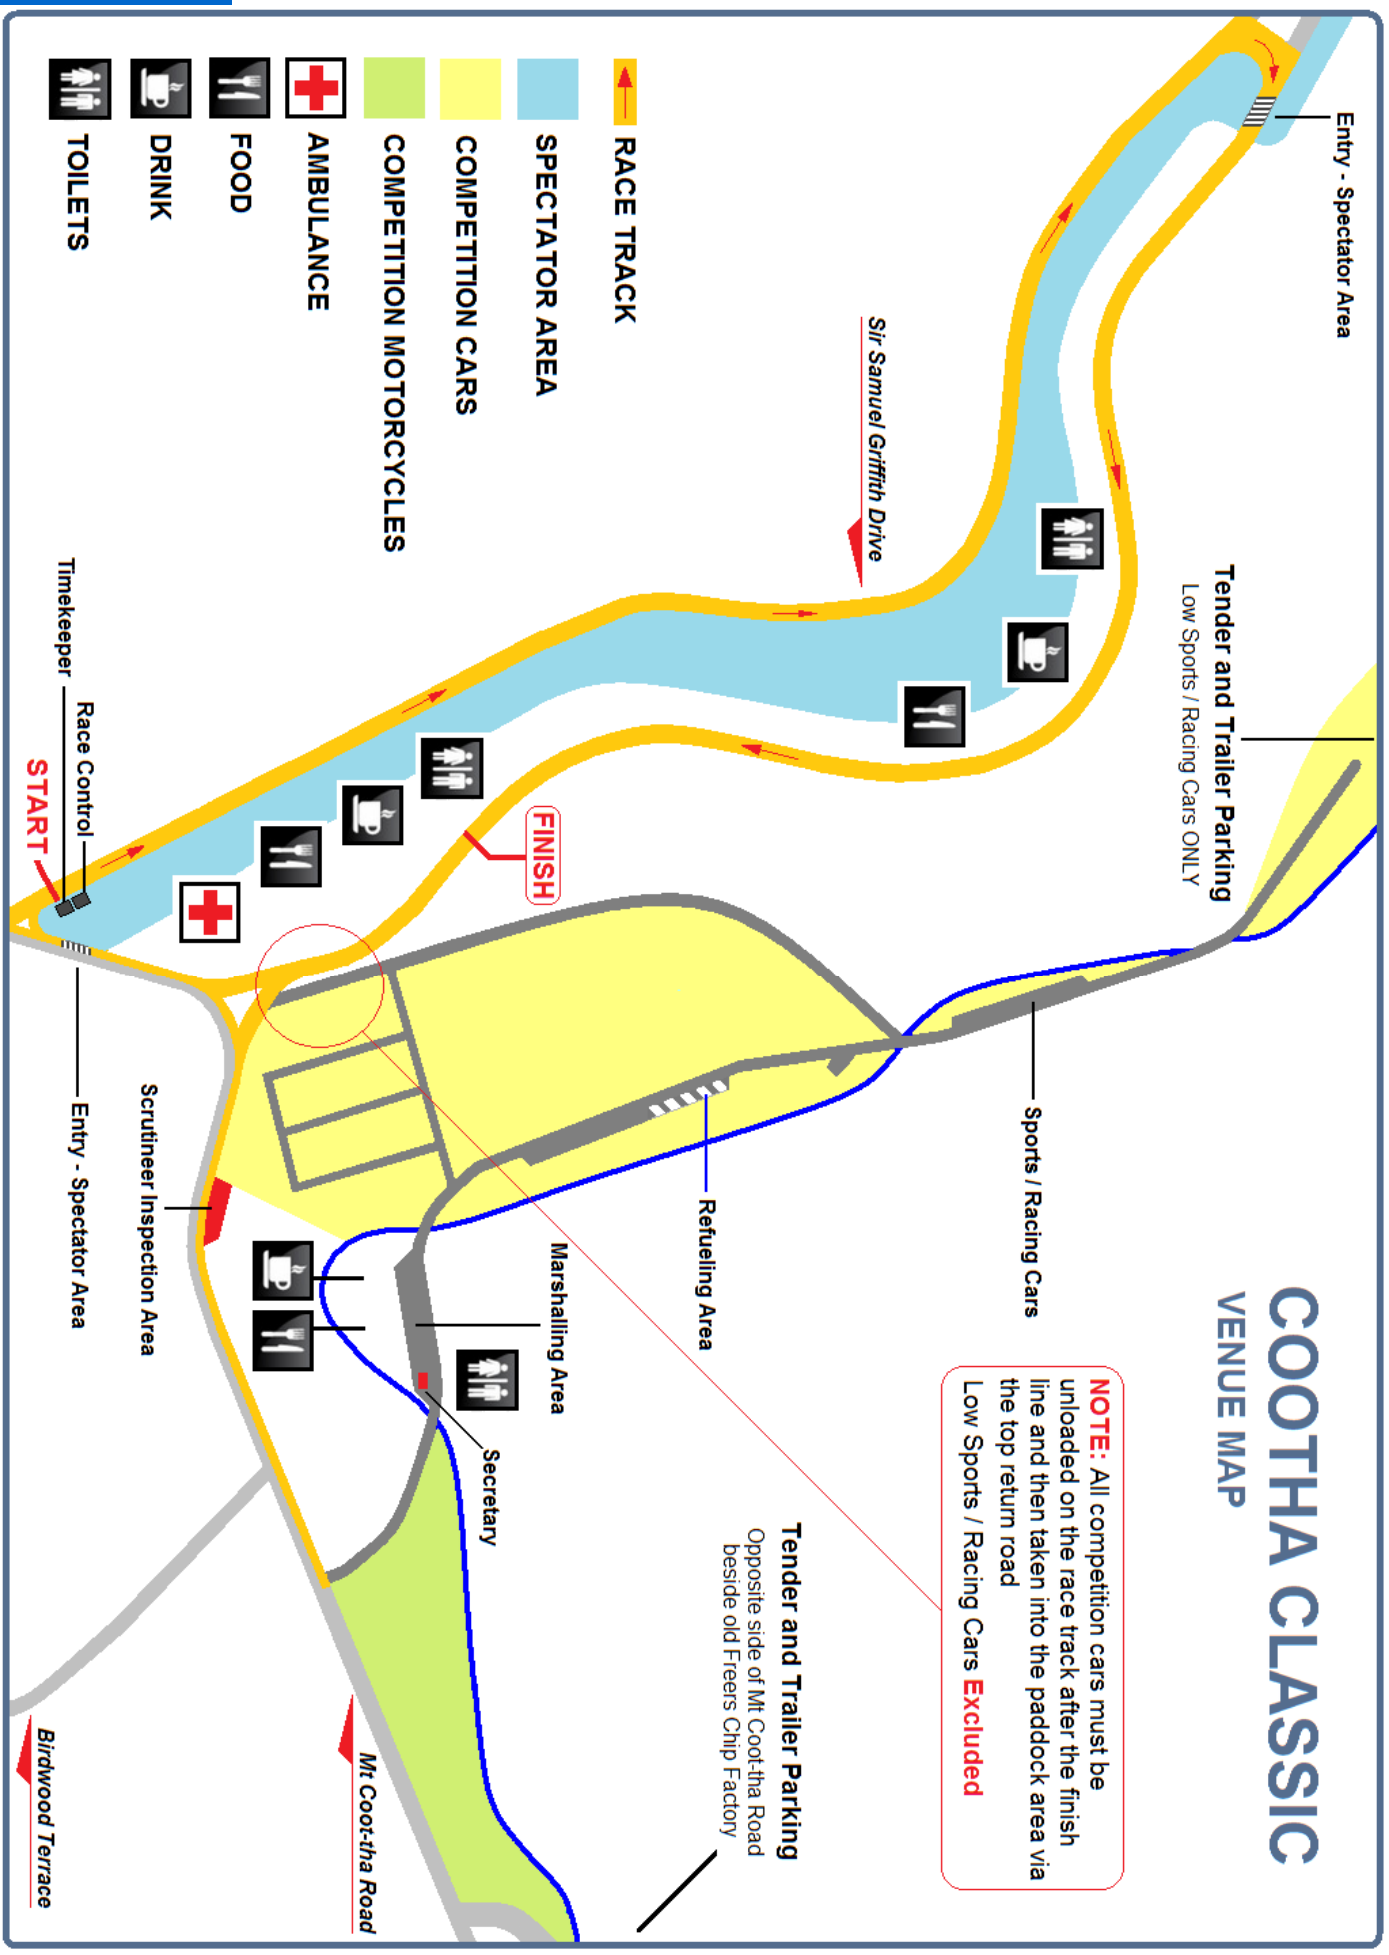 COOTHA CLASSIC
VENUE MAP
Entry - Spectator Area
Tender and Trailer Parking
Low Sports / Racing Cars ONLY
NOTE: All competition cars must be
unloaded on the race track after the finish
line and then taken into the paddock area via
the top return road
Low Sports / Racing Cars Excluded
Sports / Racing Cars
Sir Samuel Griffith Drive
Tender and Trailer Parking
Opposite side of Mt Coot-tha Road
beside old Freers Chip Factory
Refueling Area
FINISH
Marshalling Area
Secretary
RACE TRACK
SPECTATOR AREA
COMPETITION CARS
COMPETITION MOTORCYCLES
AMBULANCE
FOOD
DRINK
TOILETS
Mt Coot-tha Road
Scrutineer Inspection Area
Race Control
Entry - Spectator Area
Timekeeper
START
Birdwood Terrace